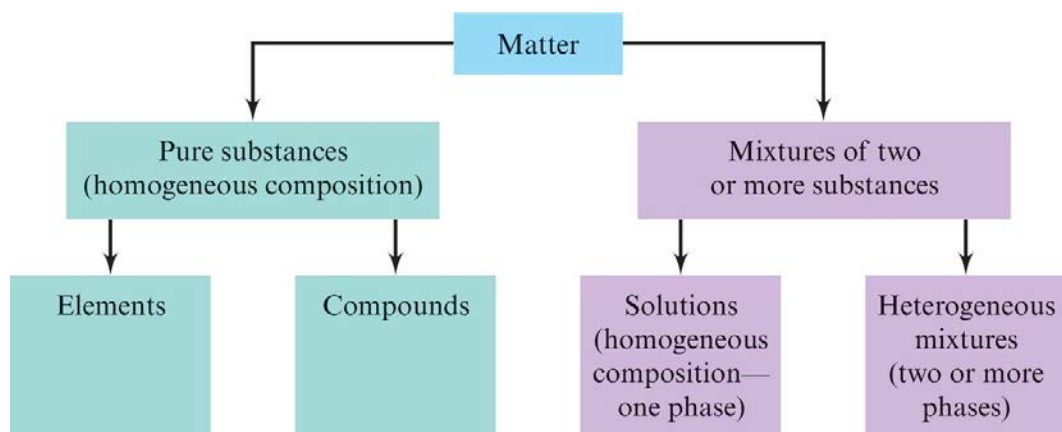 Matter
Pure substances
(homogeneous composition)
Mixtures of two
or more substances
Elements
Compounds
Solutions
(homogeneous
composition—
one phase)
Heterogeneous
mixtures
(two or more
phases)